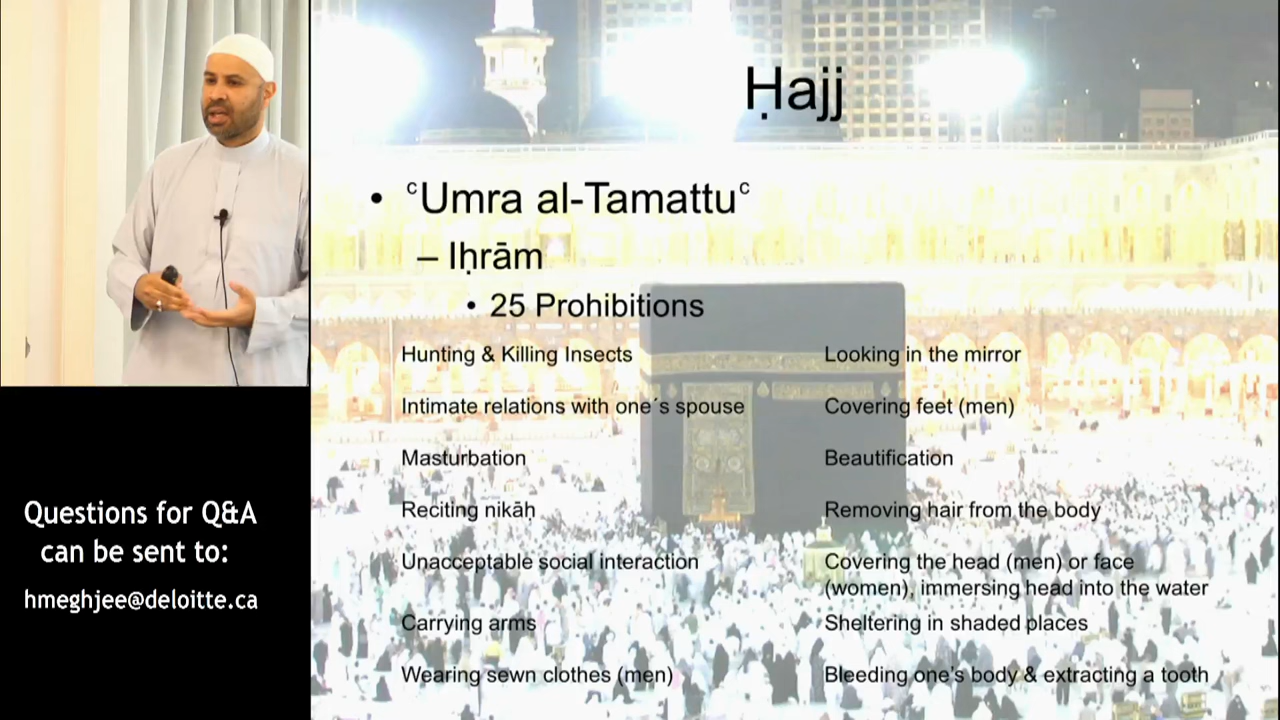 Ḥajj
• ᶜUmra al-Tamattuᶜ
– Iḥrām
• 25 Prohibitions
Hunting & Killing Insects
Looking in the mirror
Intimate relations with one´s spouse
Covering feet (men)
Masturbation
Beautification
Reciting nikāḥ
Removing hair from the body
Unacceptable social interaction
Covering the head (men) or face
(women), immersing head into the water
Carrying arms
Sheltering in shaded places
Wearing sewn clothes (men)
Bleeding one’s body & extracting a tooth
Questions for Q&A
can be sent to:
hmeghjee@deloitte.ca